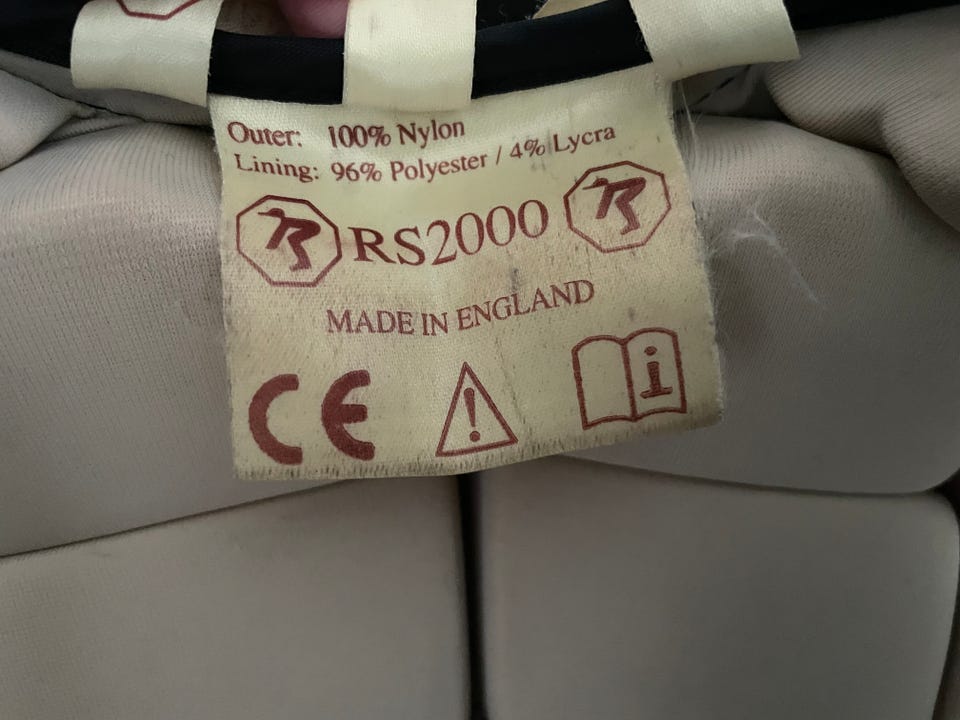 Outer: 100% Nylon
Lining: 96% Polyester / 4% Lycra
RS2000
MADE IN ENGLAND
CE
i